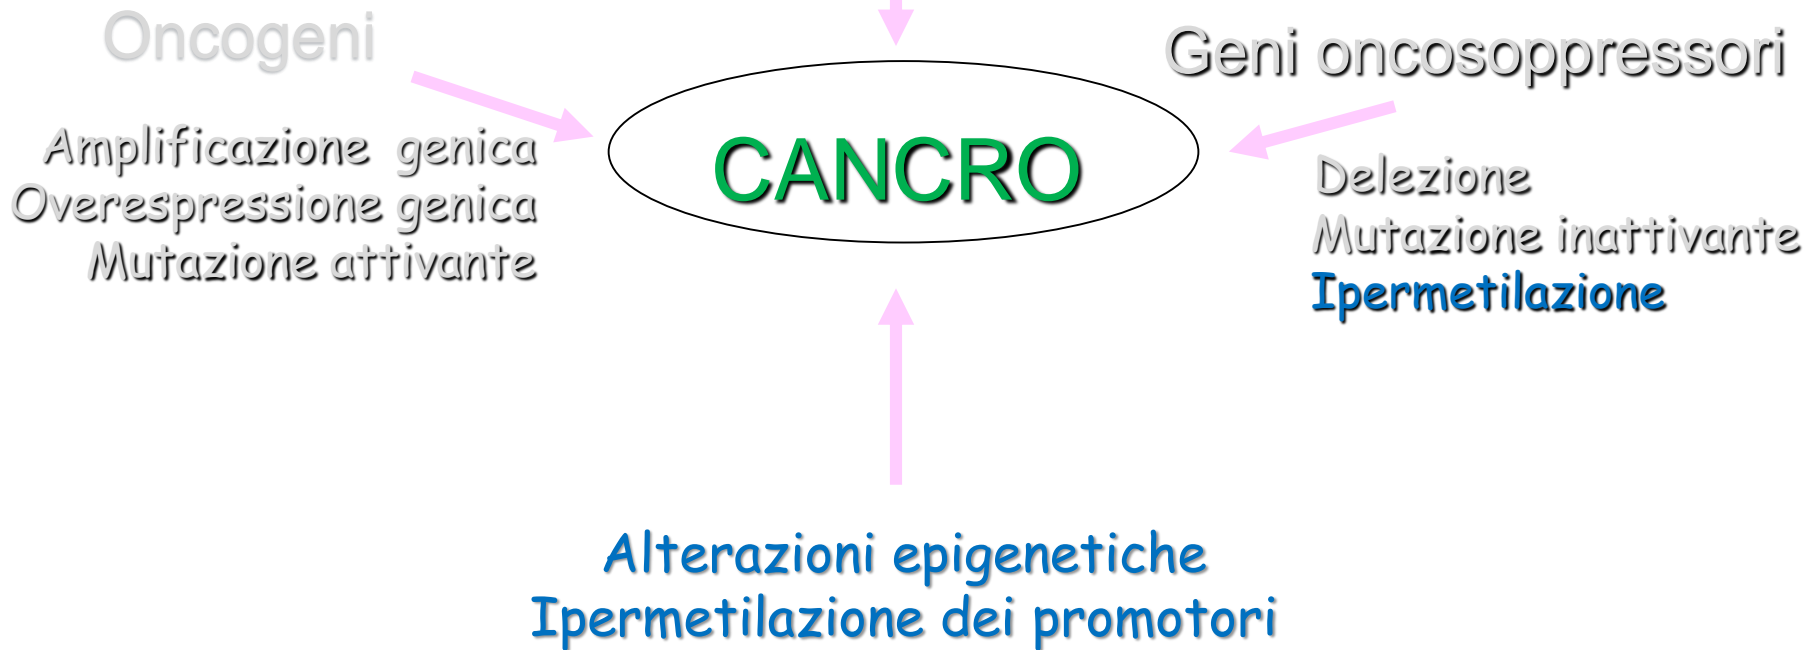 Oncogeni
Geni oncosoppressori
CANCRO
Amplificazione genica
Overespressione genica
Mutazione attivante
Delezione
Mutazione inattivante
Ipermetilazione
Alterazioni epigenetiche
Ipermetilazione dei promotori